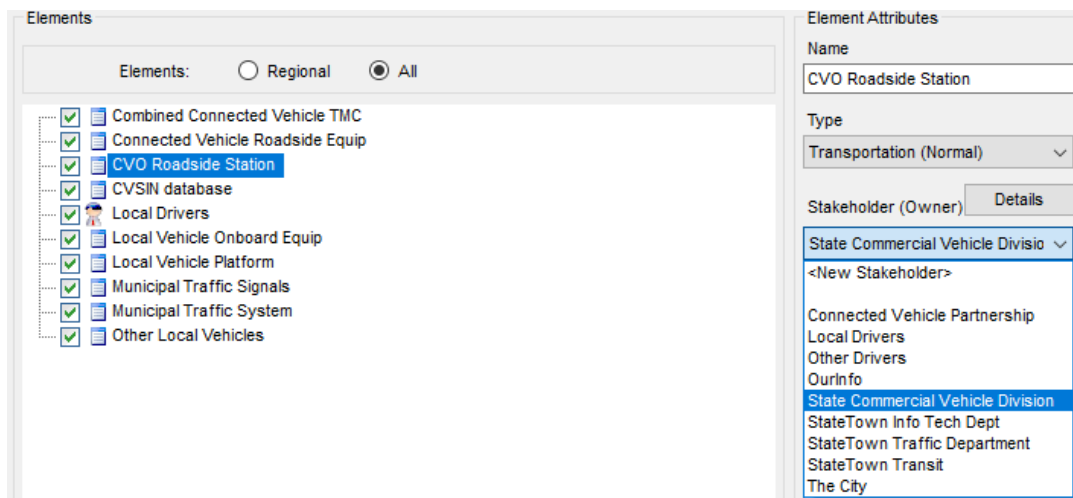 Elements
Elements: Regional All
Combined Connected Vehicle TMC
Connected Vehicle Roadside Equip
CVO Roadside Station
CVSIN database
Local Drivers
Local Vehicle Onboard Equip
Local Vehicle Platform
Municipal Traffic Signals
Municipal Traffic System
Other Local Vehicles
Element Attributes
Name
CVO Roadside Station
Type
Transportation (Normal)
Stakeholder (Owner) Details
State Commercial Vehicle Divisio
<New Stakeholder>
Connected Vehicle Partnership
Local Drivers
Other Drivers
OurInfo
State Commercial Vehicle Division
StateTown Info Tech Dept
StateTown Traffic Department
StateTown Transit
The City